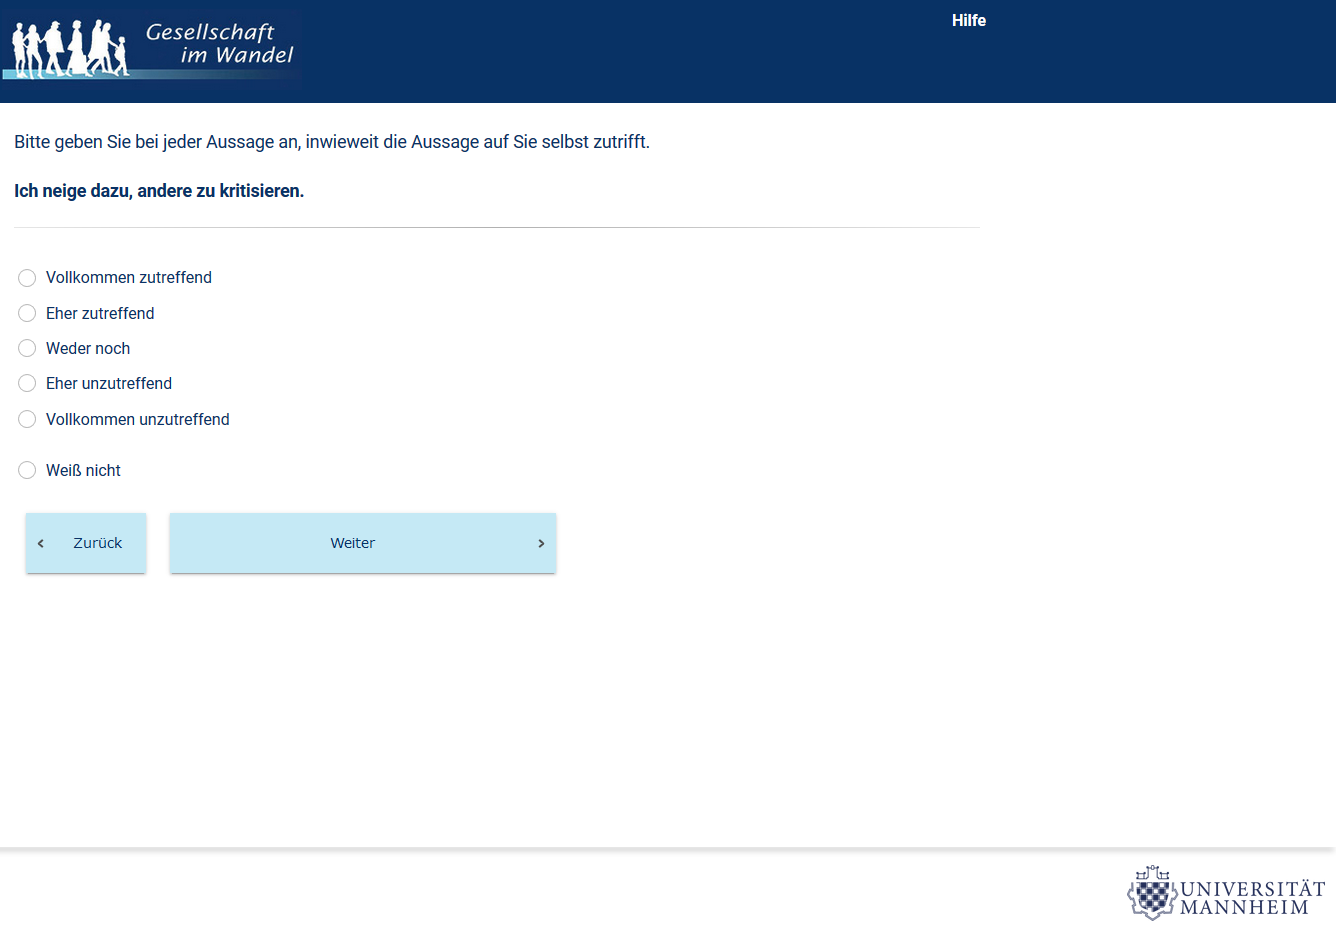 Gesellschaft
im Wandel
Hilfe
Bitte geben Sie bei jeder Aussage an, inwieweit die Aussage auf Sie selbst zutrifft.
Ich neige dazu, andere zu kritisieren.
Vollkommen zutreffend
Eher zutreffend
Weder noch
Eher unzutreffend
Vollkommen unzutreffend
Weiß nicht
Zurück
Weiter
UNIVERSITÄT
MANNHEIM